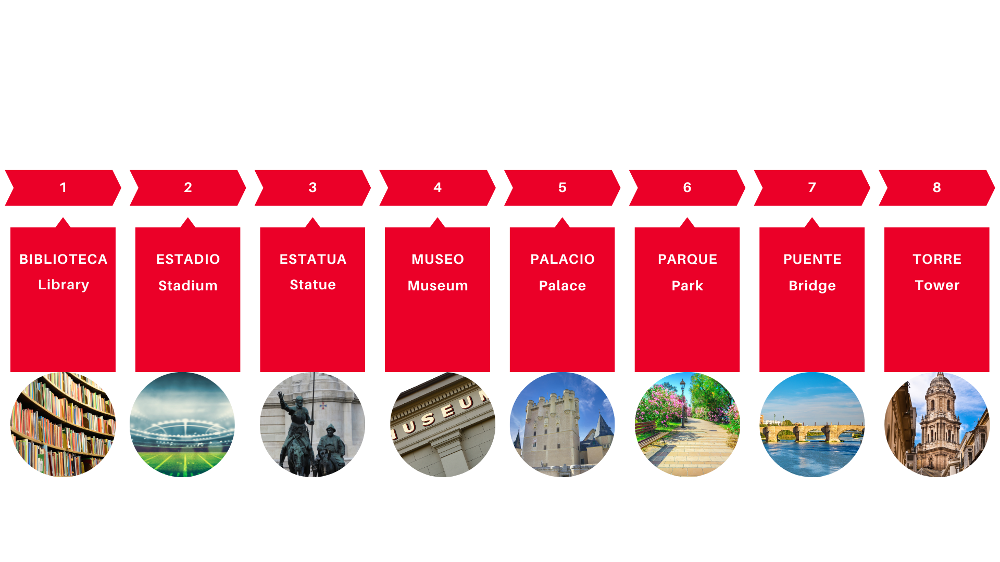 1
2
3
4
5
6
7
8
BIBLIOTECA
Library
ESTADIO
Stadium
ESTATUA
Statue
MUSEO
Museum
PALACIO
Palace
PARQUE
Park
PUENTE
Bridge
TORRE
Tower
MUSEUM